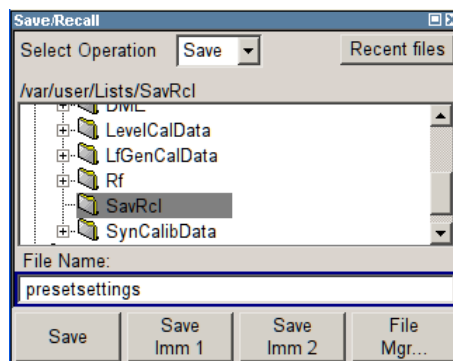 Save/Recall
Select Operation Save Recent files
/var/user/Lists/SavRcl
DME
LevelCalData
LfGenCalData
Rf
SavRcl
SynCalibData
File Name:
presetsettings
Save Save Imm 1 Save Imm 2 File Mgr...